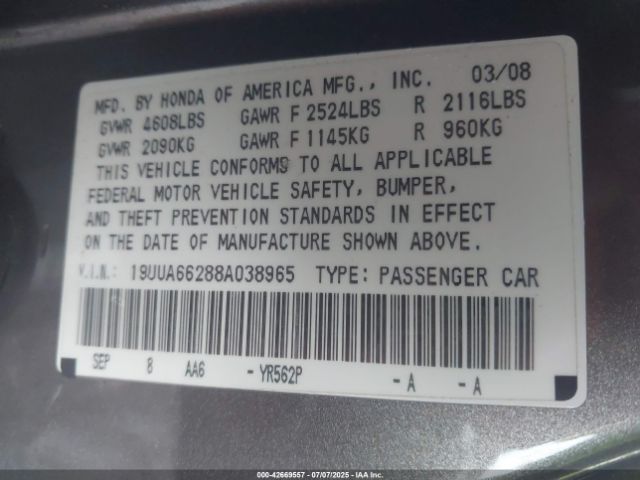 MFD. BY HONDA OF AMERICA MFG., INC. 03/08
GVWR 4608LBS GAWR F 2524LBS R 2116LBS
GVWR 2090KG GAWR F 1145KG R 960KG
THIS VEHICLE CONFORMS TO ALL APPLICABLE
FEDERAL MOTOR VEHICLE SAFETY, BUMPER,
AND THEFT PREVENTION STANDARDS IN EFFECT
ON THE DATE OF MANUFACTURE SHOWN ABOVE.
V.I.N.: 19UUA66288A038965 TYPE: PASSENGER CAR
SEP 8 AA6 - YR562P - A - A
000-42669557 | 07/07/2025 - IAA Inc.